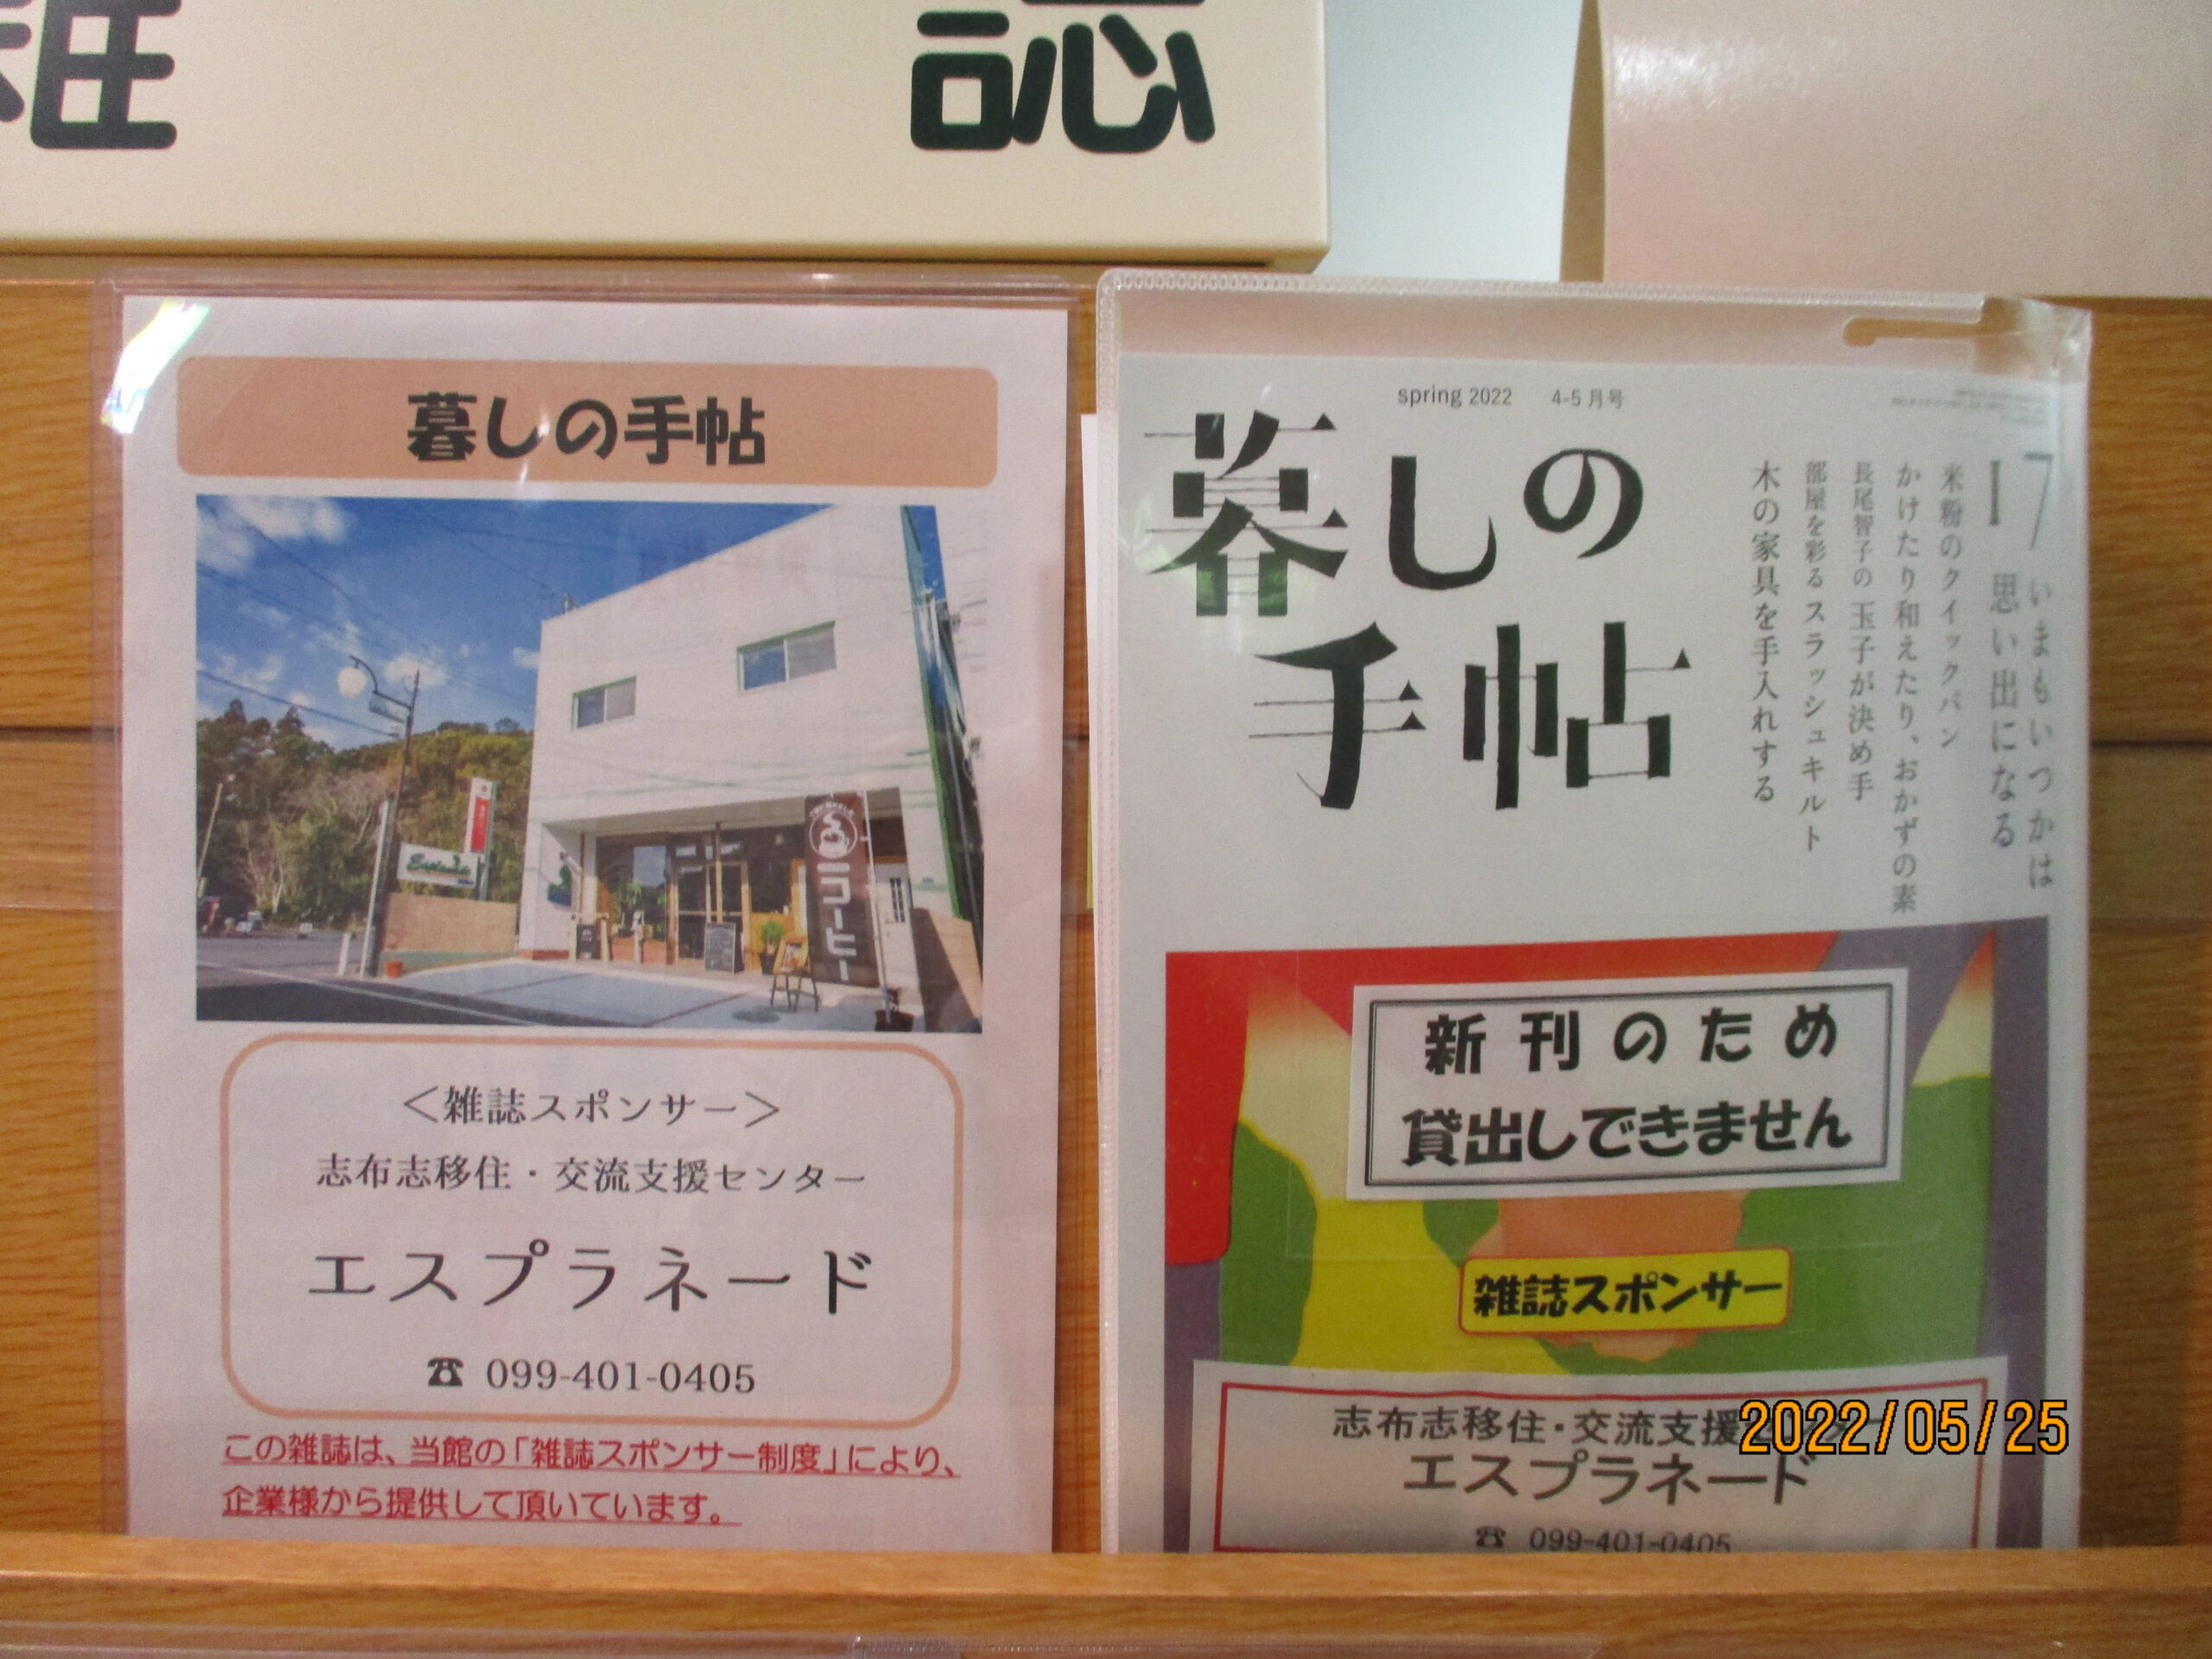 雑誌
暮しの手帖
コーヒー
＜雑誌スポンサー＞
志布志移住・交流支援センター
エスプラネード
☎ 099-401-0405
この雑誌は、当館の「雑誌スポンサー制度」により、
企業様から提供して頂いています。
spring 2022 4-5月号
暮しの
手帖
17
いまもいつかは
思い出になる
米粉のクイックパン
かけたり和えたり、おかずの素
長尾智子の 玉子が決め手
部屋を彩るスラッシュキルト
木の家具を手入れする
新刊のため
貸出しできません
雑誌スポンサー
志布志移住・交流支援
エスプラネード
☎ 099-401-0405
2022/05/25